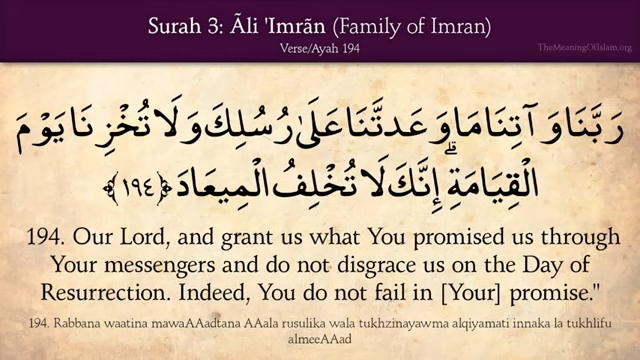 Surah 3: Ãli 'Imrãn (Family of Imran)
Verse/Ayah 194
TheMeaningOfIslam.org
رَبَّنَا وَآتِنَا مَا وَعَدتَّنَا عَلَىٰ رُسُلِكَ وَلَا تُخْزِنَا يَوْمَ
الْقِيَامَةِ ۗ إِنَّكَ لَا تُخْلِفُ الْمِيعَادَ ﴿١٩٤﴾
194. Our Lord, and grant us what You promised us through
Your messengers and do not disgrace us on the Day of
Resurrection. Indeed, You do not fail in [Your] promise."
194. Rabbana waatina mawaAAadtana AAala rusulika wala tukhzinayawma alqiyamati innaka la tukhlifu
almeeAAad